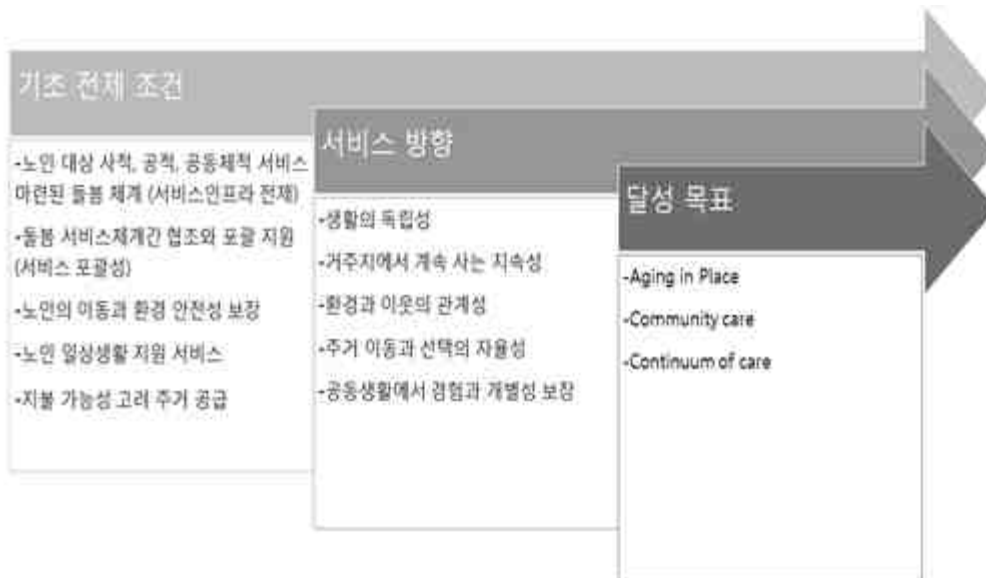 기초 전제 조건
-노인 대상 사적, 공적, 공동체적 서비스
마련된 돌봄 체계 (서비스인프라 전제)
-돌봄 서비스체계간 협조와 포괄 지원
(서비스 포괄성)
-노인의 이동과 환경 안전성 보장
-노인 일상생활 지원 서비스
-지불 가능성 고려 주거 공급
서비스 방향
-생활의 독립성
-거주지에서 계속 사는 지속성
-환경과 이웃의 관계성
-주거 이동과 선택의 자율성
-공동생활에서 경험과 개별성 보장
달성 목표
-Aging in Place
-Community care
-Continuum of care